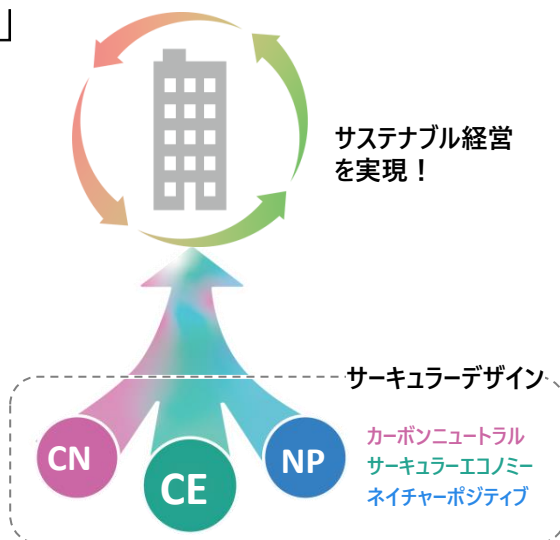 」
サステナブル経営
を実現！
サーキュラーデザイン
カーボンニュートラル
サーキュラーエコノミー
ネイチャーポジティブ
CN
CE
NP